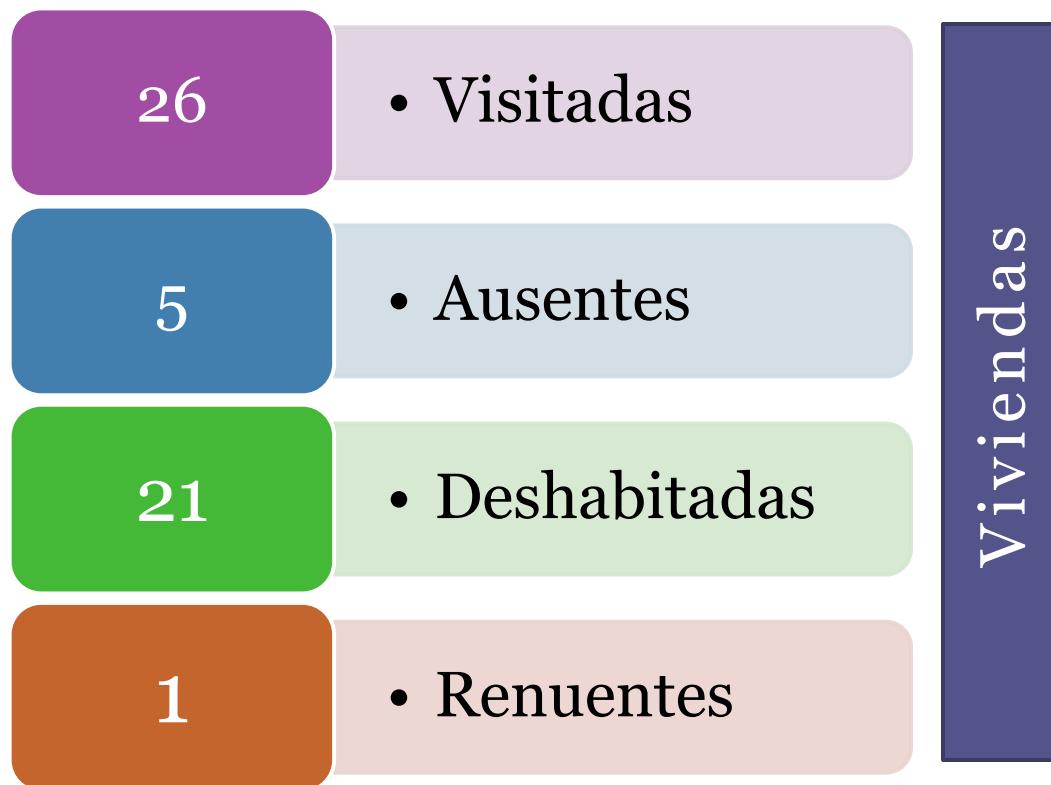 26
• Visitadas
5
• Ausentes
21
• Deshabitadas
1
• Renuentes
Viviendas